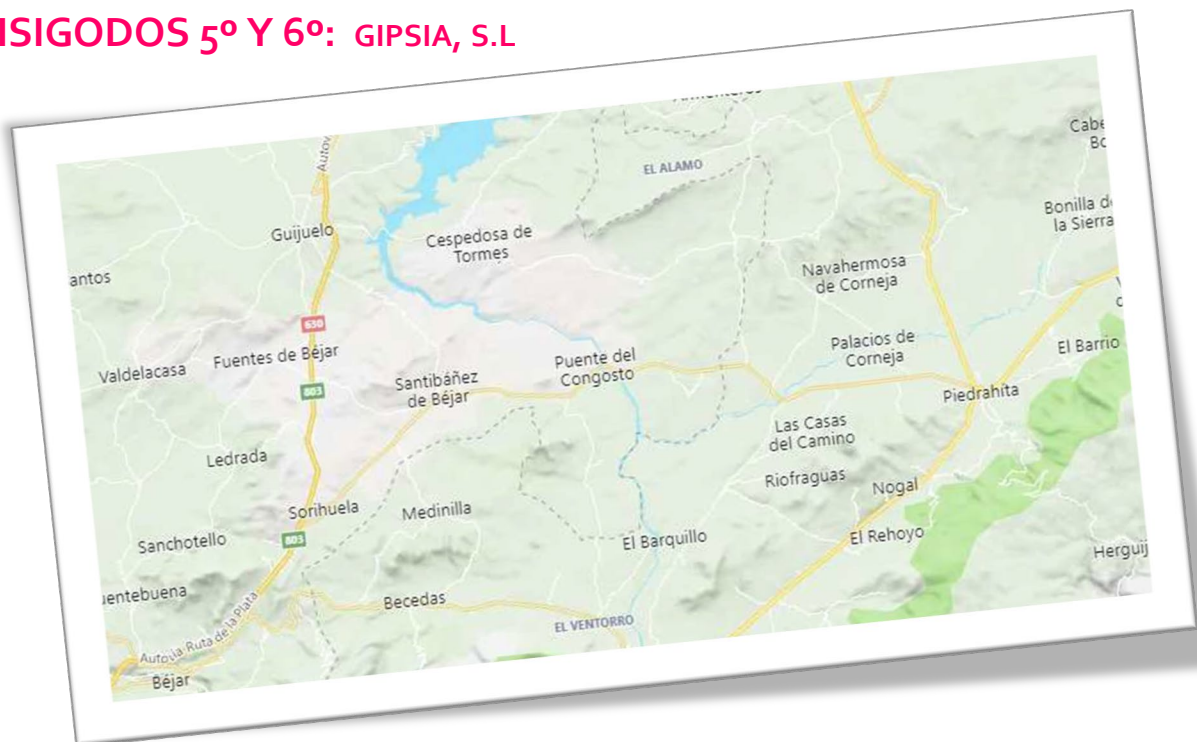 ISIGODOS 5º Y 6º: GIPSIA, S.L
EL ALAMO
Guijuelo
Cespedosa de
Tormes
Bonilla de
la Sierra
Navahermosa
de Corneja
antos
630
Valdelacasa
Fuentes de Béjar
803
Santibáñez
de Béjar
Puente del
Congosto
Palacios de
Corneja
El Barrio
Piedrahíta
Las Casas
del Camino
Ledrada
Riofraguas
Nogal
Sorihuela
Medinilla
803
Sanchotello
El Barquillo
El Rehoyo
Herguij
uentebuena
Becedas
EL VENTORRO
Autovía Ruta de la Plata
Béjar